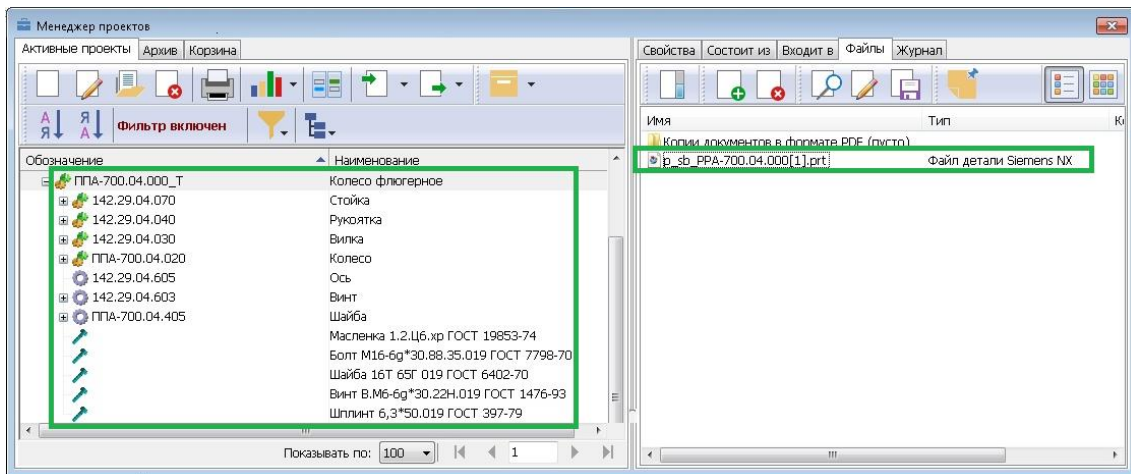 Менеджер проектов
Активные проекты Архив Корзина
Фильтр включен
Обозначение Наименование
ППА-700.04.000_Т Колесо флюгерное
142.29.04.070 Стойка
142.29.04.040 Рукоятка
142.29.04.030 Вилка
ППА-700.04.020 Колесо
142.29.04.605 Ось
142.29.04.603 Винт
ППА-700.04.405 Шайба
Масленка 1.2.Ц6.хр ГОСТ 19853-74
Болт М16-6g*30.88.35.019 ГОСТ 7798-70
Шайба 16Т 65Г 019 ГОСТ 6402-70
Винт В.М6-6g*30.22Н.019 ГОСТ 1476-93
Шплинт 6,3*50.019 ГОСТ 397-79
Показывать по: 100 1
Свойства Состоит из Входит в Файлы Журнал
Имя Тип
Копии документов в формате PDF (пусто)
p_sb_PPA-700.04.000[1].prt Файл детали Siemens NX